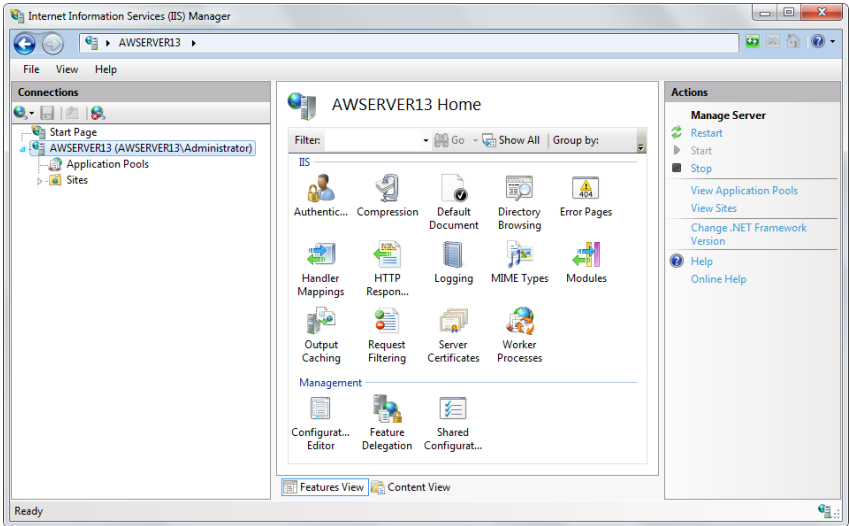 Internet Information Services (IIS) Manager
AWSERVER13
File View Help
Connections
Start Page
AWSERVER13 (AWSERVER13\Administrator)
Application Pools
Sites
AWSERVER13 Home
Filter: Go Show All Group by:
IIS
Authentic... Compression Default Document Directory Browsing Error Pages
404
Handler Mappings HTTP Respon... Logging MIME Types Modules
Output Caching Request Filtering Server Certificates Worker Processes
Management
Configurat... Editor Feature Delegation Shared Configurat...
Features View Content View
Actions
Manage Server
Restart
Start
Stop
View Application Pools
View Sites
Change .NET Framework
Version
Help
Online Help
Ready